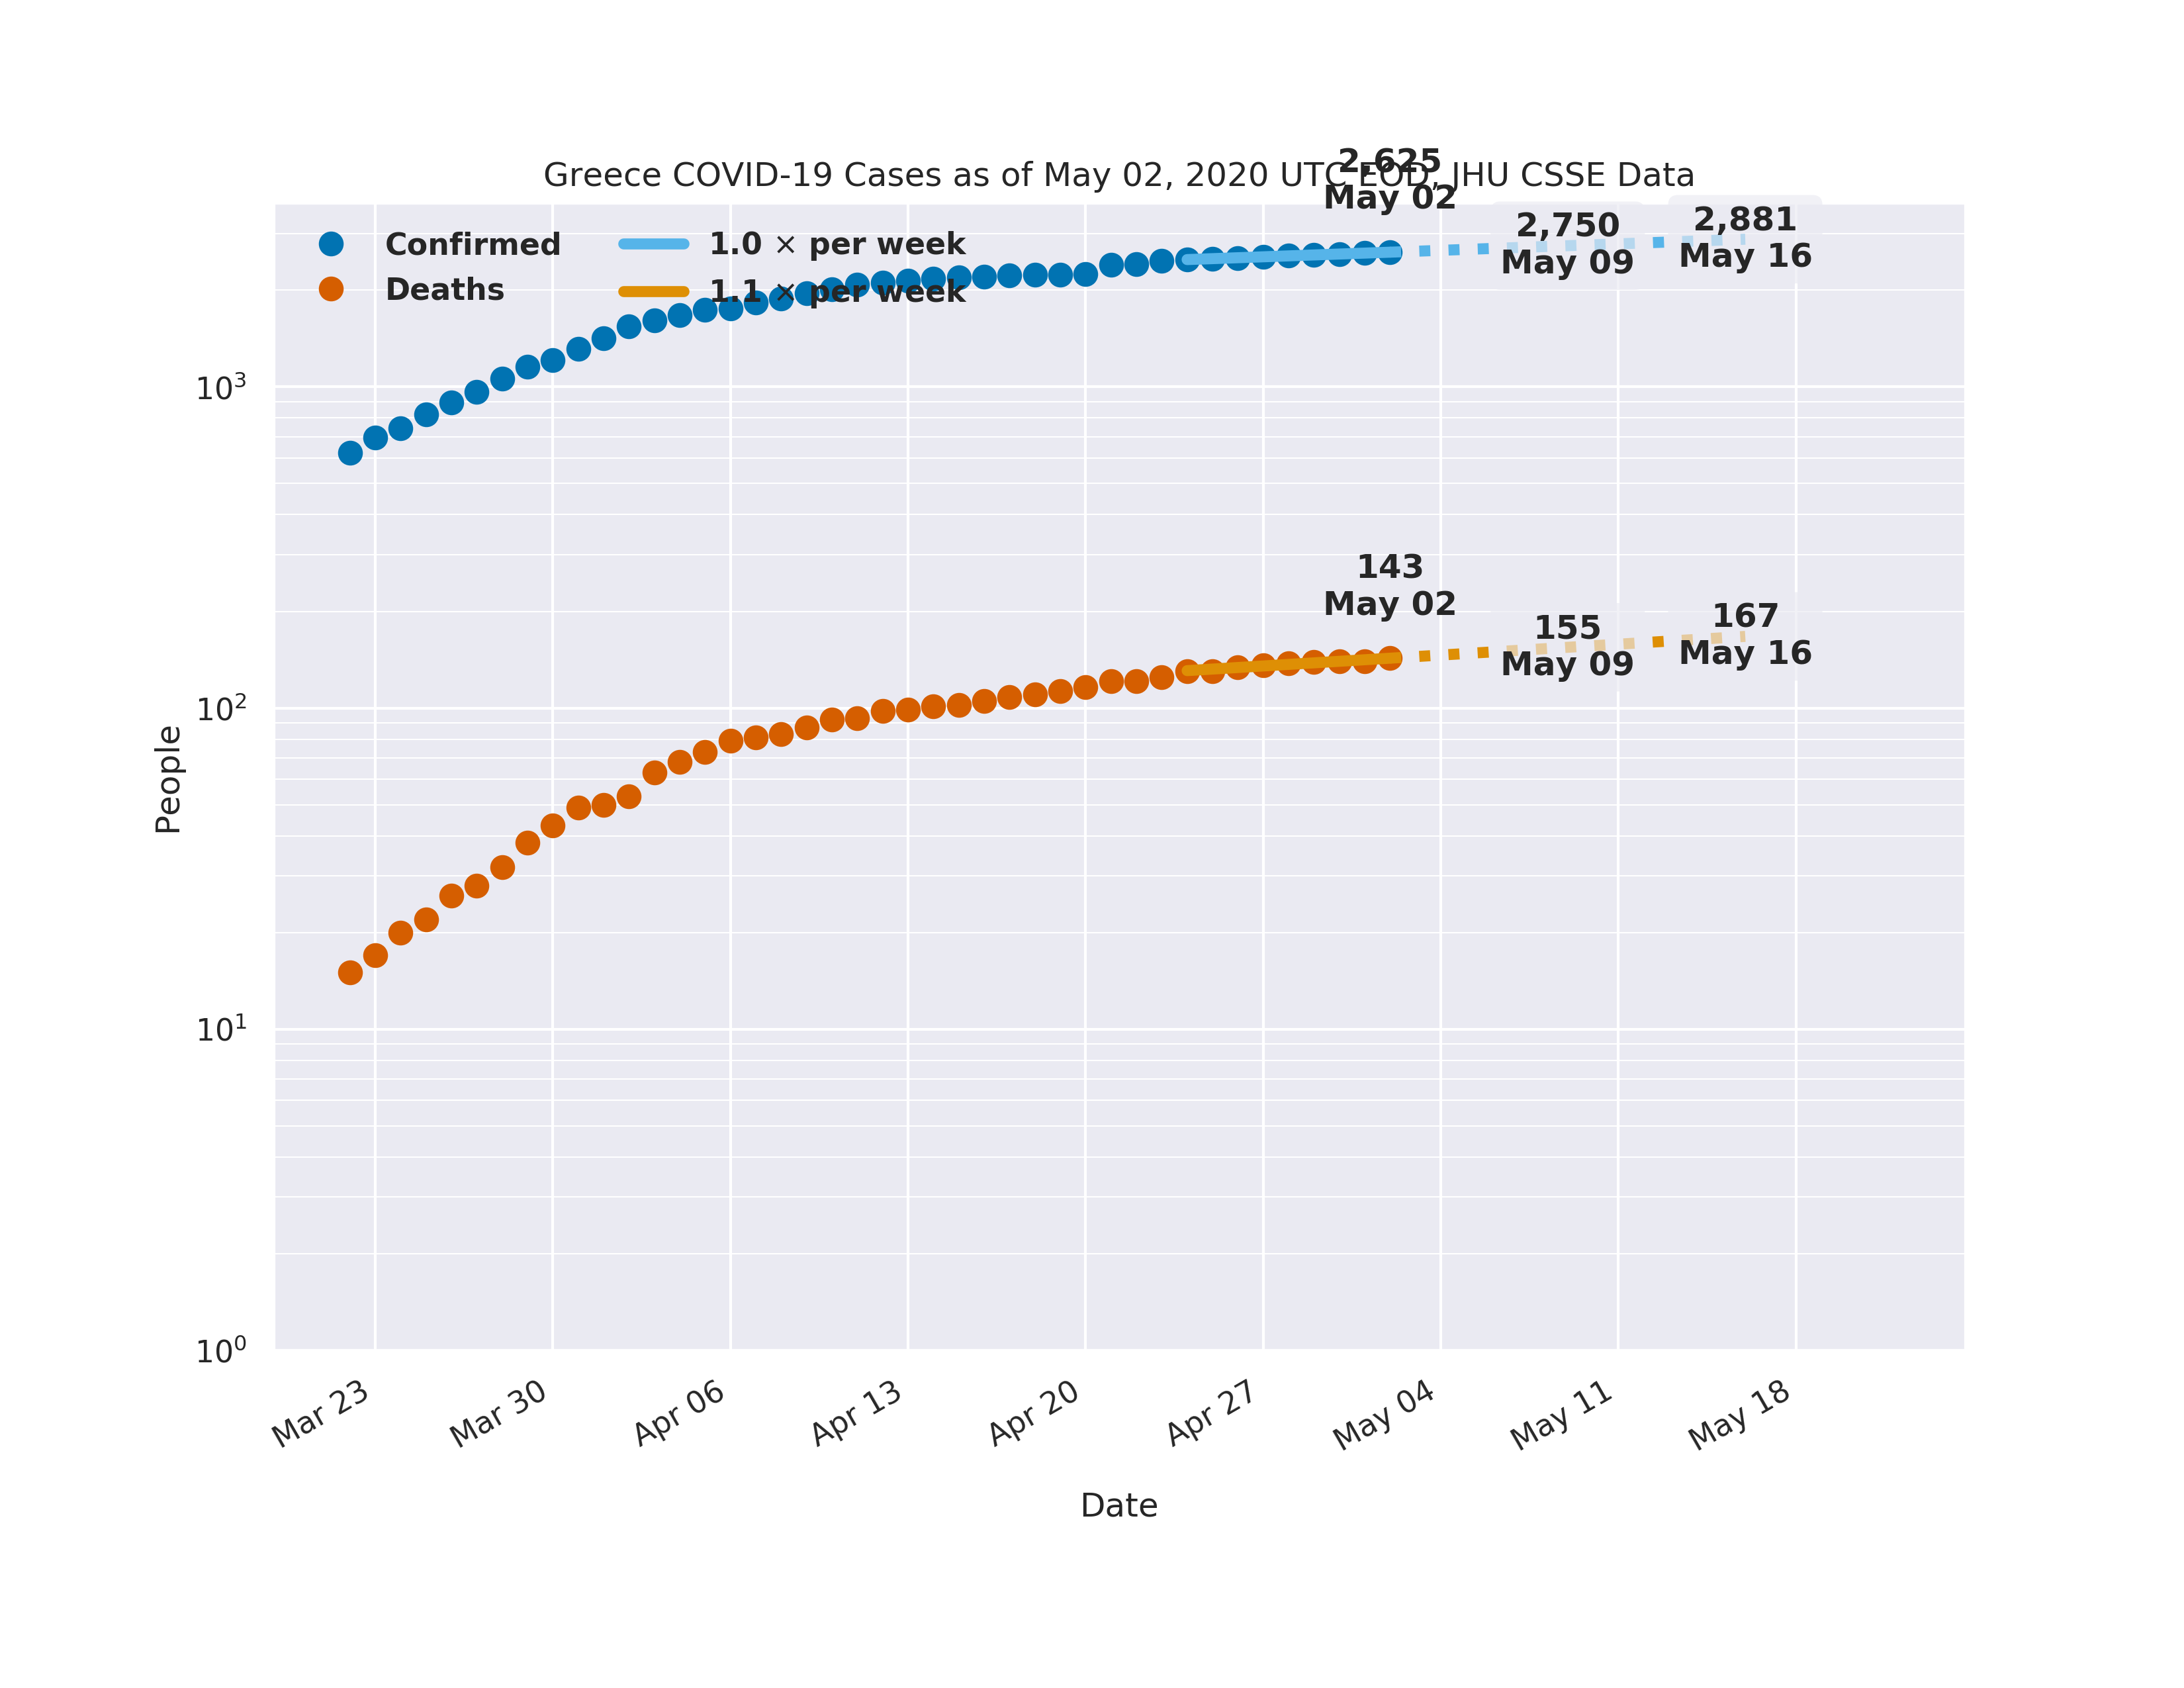 Greece COVID-19 Cases as of May 02, 2020 UTC EOD, JHU CSSE Data
2,625
May 02
2,750
May 09
2,881
May 16
Confirmed
Deaths
1.0 × per week
1.1 × per week
143
May 02
155
May 09
167
May 16
10³
10²
10¹
10⁰
People
Mar 23
Mar 30
Apr 06
Apr 13
Apr 20
Apr 27
May 04
May 11
May 18
Date